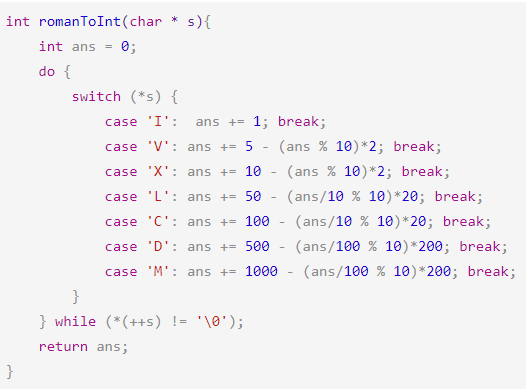 int romanToInt(char * s){
    int ans = 0;
    do {
        switch (*s) {
            case 'I':  ans += 1; break;
            case 'V': ans += 5 - (ans % 10)*2; break;
            case 'X': ans += 10 - (ans % 10)*2; break;
            case 'L': ans += 50 - (ans/10 % 10)*20; break;
            case 'C': ans += 100 - (ans/10 % 10)*20; break;
            case 'D': ans += 500 - (ans/100 % 10)*200; break;
            case 'M': ans += 1000 - (ans/100 % 10)*200; break;
        }
    } while (*(++s) != '\0');
    return ans;
}